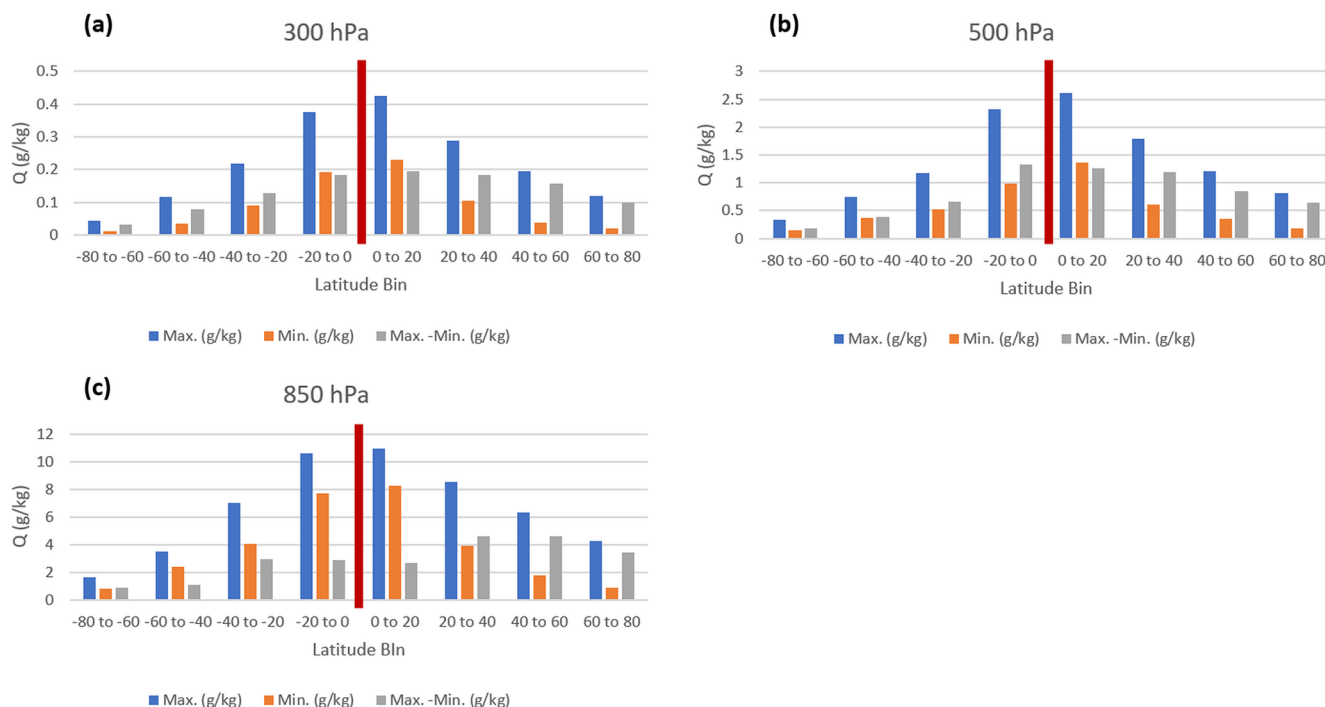 (a)
300 hPa
0.5
0.4
0.3
0.2
0.1
0
Q (g/kg)
-80 to -60 -60 to -40 -40 to -20 -20 to 0 0 to 20 20 to 40 40 to 60 60 to 80
Latitude Bin
Max. (g/kg) Min. (g/kg) Max. -Min. (g/kg)
(b)
500 hPa
3
2.5
2
1.5
1
0.5
0
Q (g/kg)
-80 to -60 -60 to -40 -40 to -20 -20 to 0 0 to 20 20 to 40 40 to 60 60 to 80
Latitude Bin
Max. (g/kg) Min. (g/kg) Max. -Min. (g/kg)
(c)
850 hPa
12
10
8
6
4
2
0
Q (g/kg)
-80 to -60 -60 to -40 -40 to -20 -20 to 0 0 to 20 20 to 40 40 to 60 60 to 80
Latitude BIn
Max. (g/kg) Min. (g/kg) Max. -Min. (g/kg)